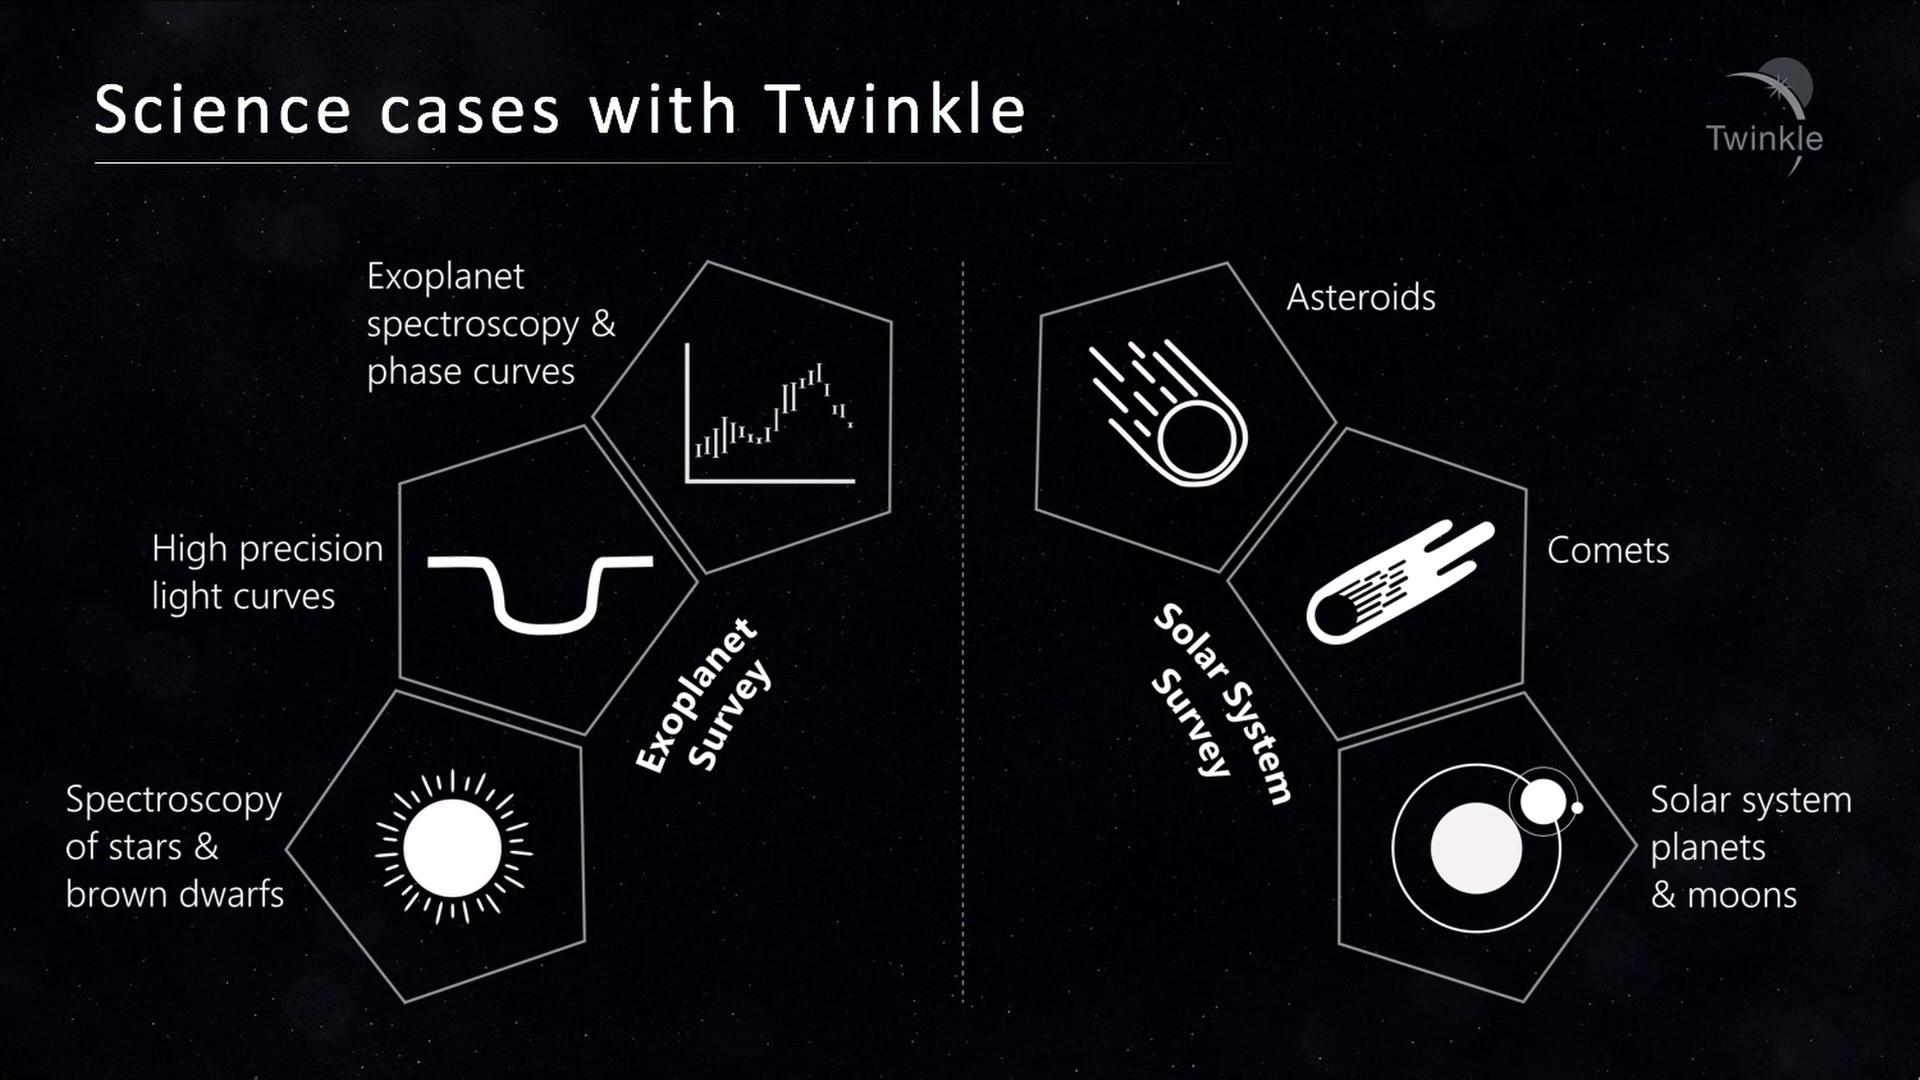 Science cases with Twinkle
Twinkle
Exoplanet
spectroscopy &
phase curves
High precision
light curves
Spectroscopy
of stars &
brown dwarfs
Exoplanet
Survey
Asteroids
Comets
Solar system
planets
& moons
Solar System
Survey